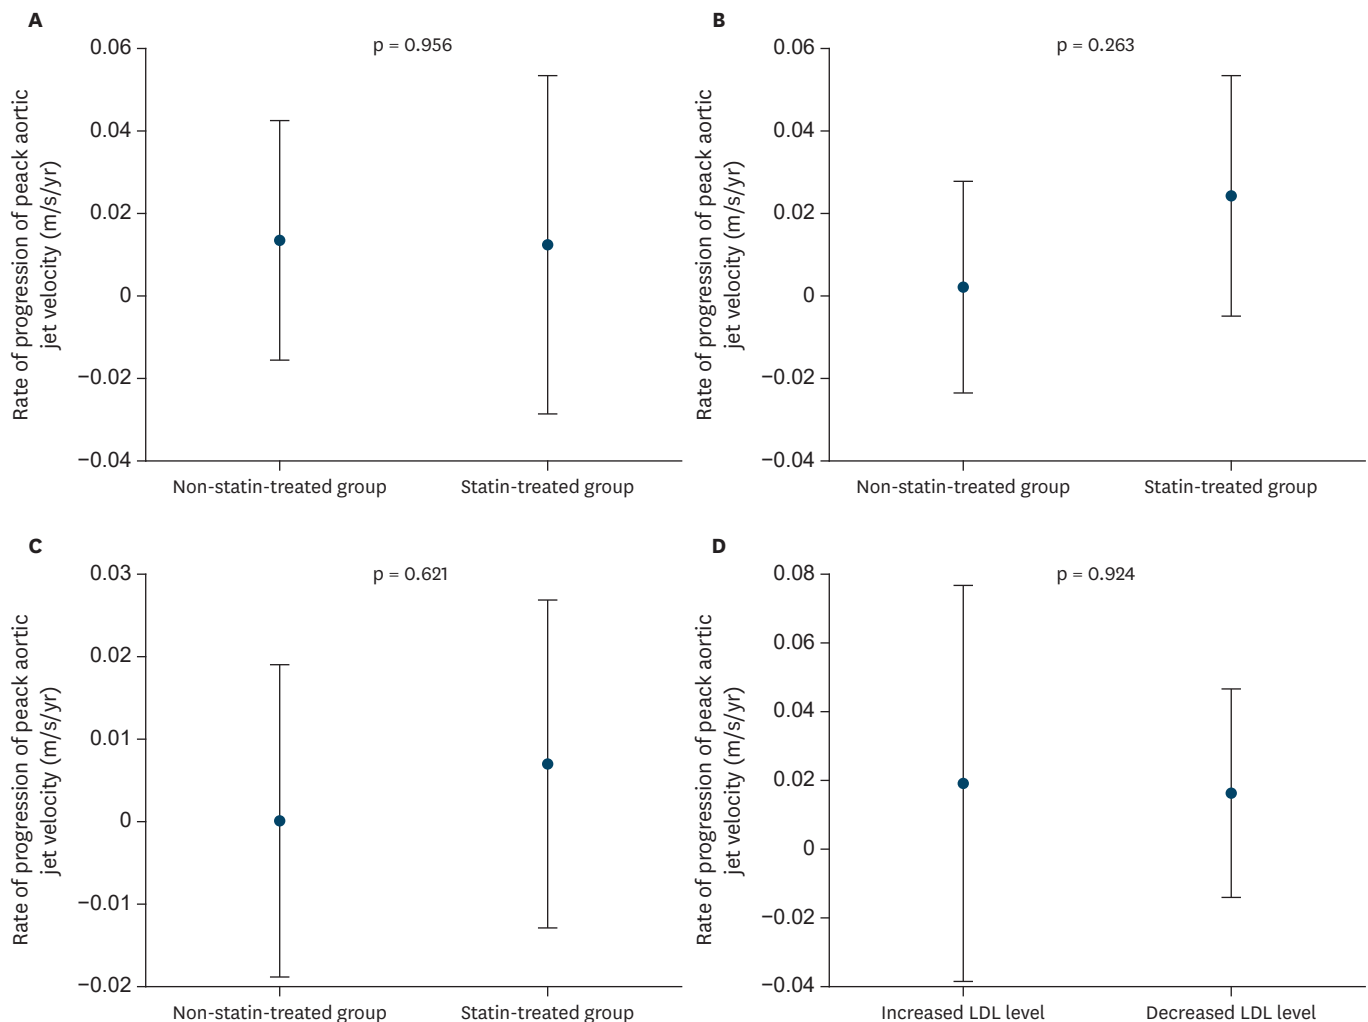 A
p = 0.956
Rate of progression of peack aortic
jet velocity (m/s/yr)
0.06
0.04
0.02
0
−0.02
−0.04
Non-statin-treated group
Statin-treated group
B
p = 0.263
Rate of progression of peack aortic
jet velocity (m/s/yr)
0.06
0.04
0.02
0
−0.02
−0.04
Non-statin-treated group
Statin-treated group
C
p = 0.621
Rate of progression of peack aortic
jet velocity (m/s/yr)
0.03
0.02
0.01
0
−0.01
−0.02
Non-statin-treated group
Statin-treated group
D
p = 0.924
Rate of progression of peack aortic
jet velocity (m/s/yr)
0.08
0.06
0.04
0.02
0
−0.02
−0.04
Increased LDL level
Decreased LDL level